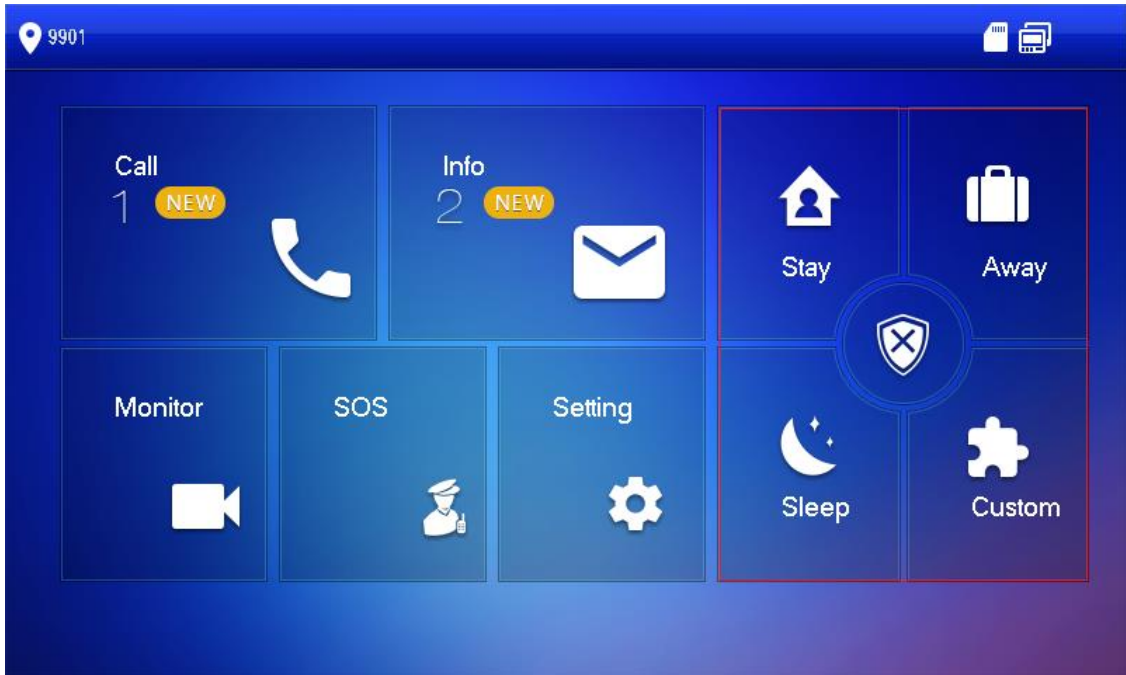 9901
Call
1 NEW
Info
2 NEW
Stay
Away
Monitor
SOS
Setting
Sleep
Custom